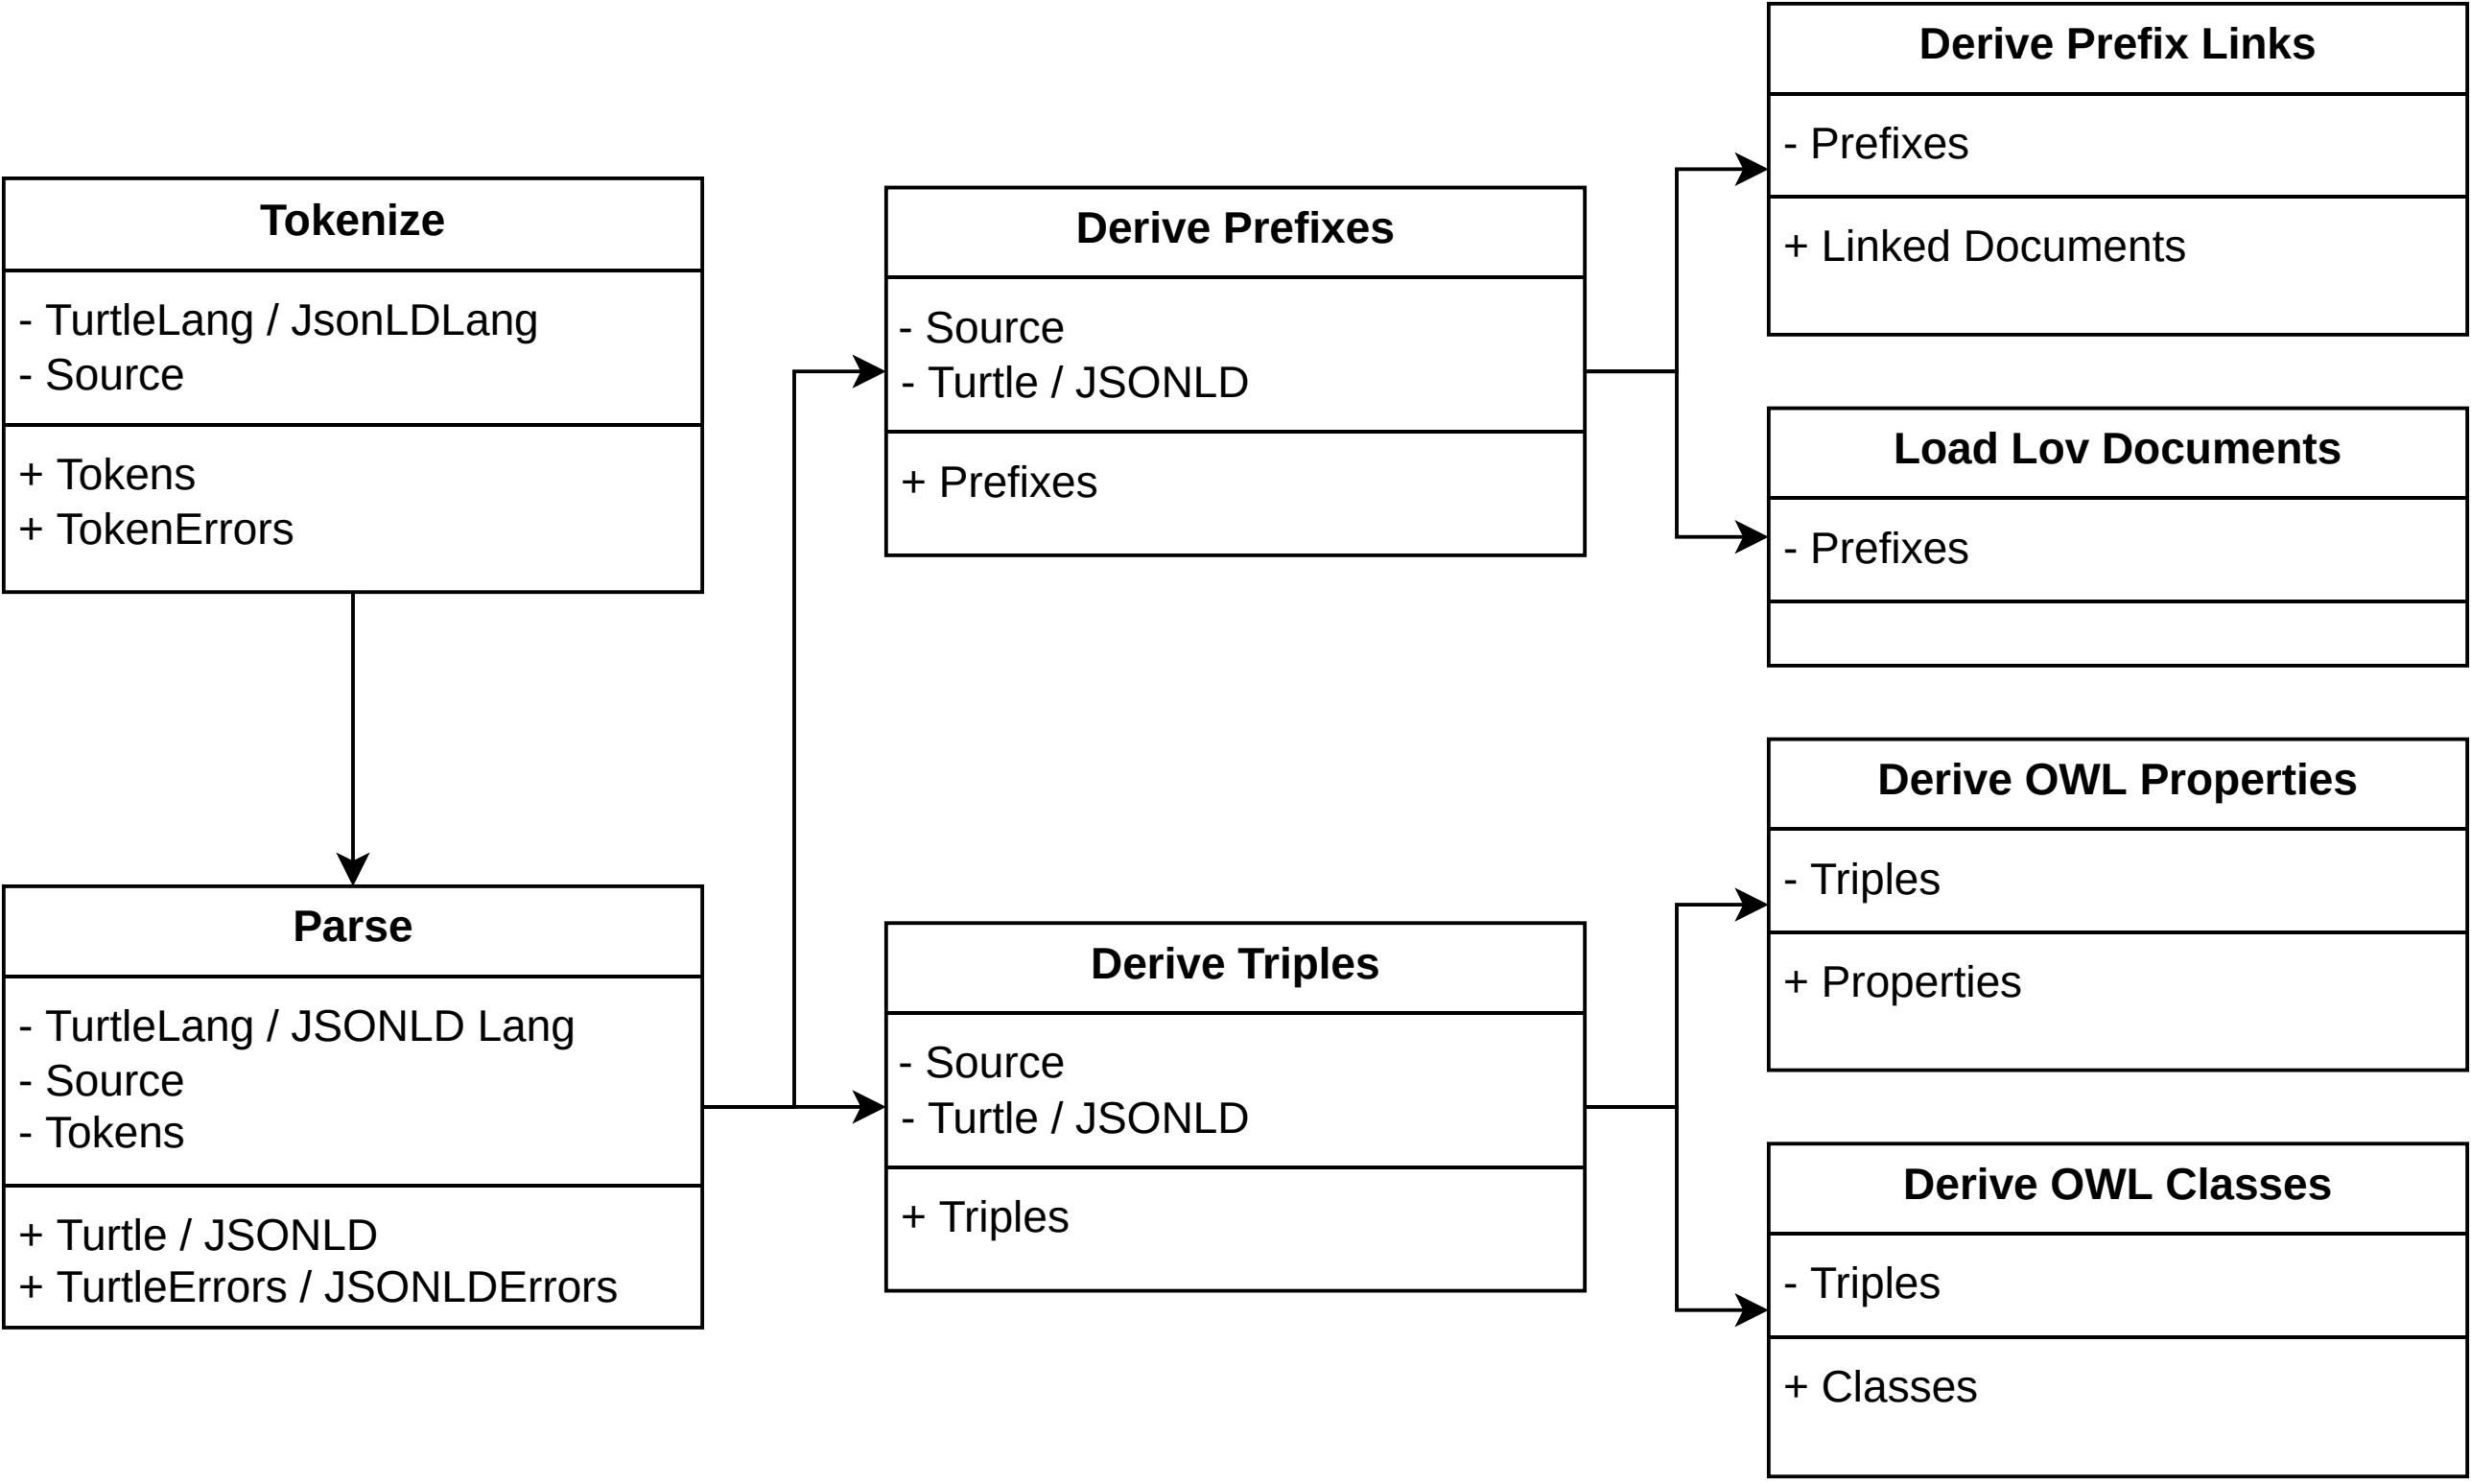 Tokenize
- TurtleLang / JsonLDLang
- Source
+ Tokens
+ TokenErrors
Parse
- TurtleLang / JSONLD Lang
- Source
- Tokens
+ Turtle / JSONLD
+ TurtleErrors / JSONLDErrors
Derive Prefixes
- Source
- Turtle / JSONLD
+ Prefixes
Derive Triples
- Source
- Turtle / JSONLD
+ Triples
Derive Prefix Links
- Prefixes
+ Linked Documents
Load Lov Documents
- Prefixes
Derive OWL Properties
- Triples
+ Properties
Derive OWL Classes
- Triples
+ Classes